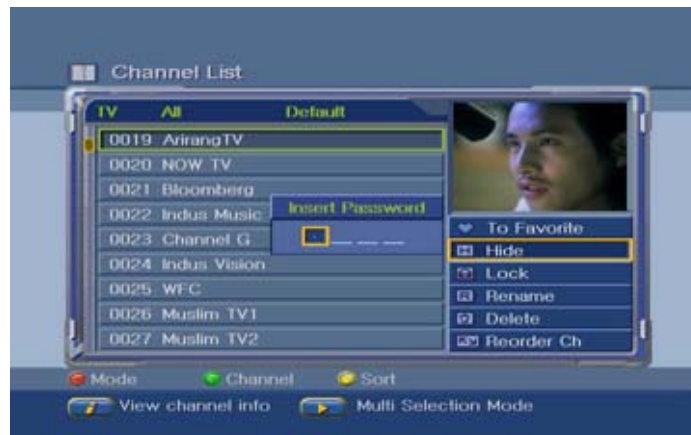 Channel List
TV All Default
0019 ArirangTV
0020 NOW TV
0021 Bloomberg
0022 Indus Music
0023 Channel G
0024 Indus Vision
0025 WFC
0026 Muslim TV1
0027 Muslim TV2
Insert Password
To Favorite
Hide
Lock
Rename
Delete
Reorder Ch
Mode Channel Sort
i View channel info Multi Selection Mode